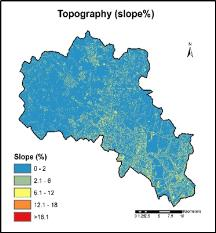 Topography (slope%)
N
Slope (%)
0 - 2
2.1 - 6
6.1 - 12
12.1 - 18
>18.1